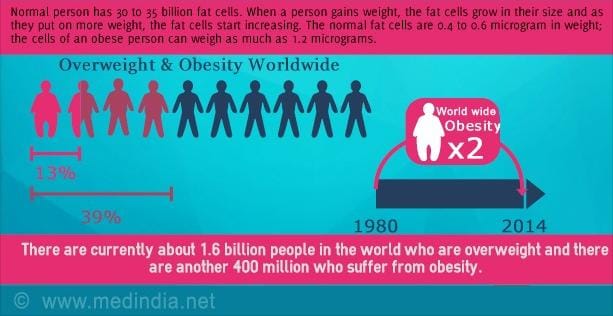 Normal person has 30 to 35 billion fat cells. When a person gains weight, the fat cells grow in their size and as
they put on more weight, the fat cells start increasing. The normal fat cells are 0.4 to 0.6 microgram in weight;
the cells of an obese person can weigh as much as 1.2 micrograms.
Overweight & Obesity Worldwide
World wide
Obesity
x2
13%
39%
1980
2014
There are currently about 1.6 billion people in the world who are overweight and there
are another 400 million who suffer from obesity.
© www.medindia.net